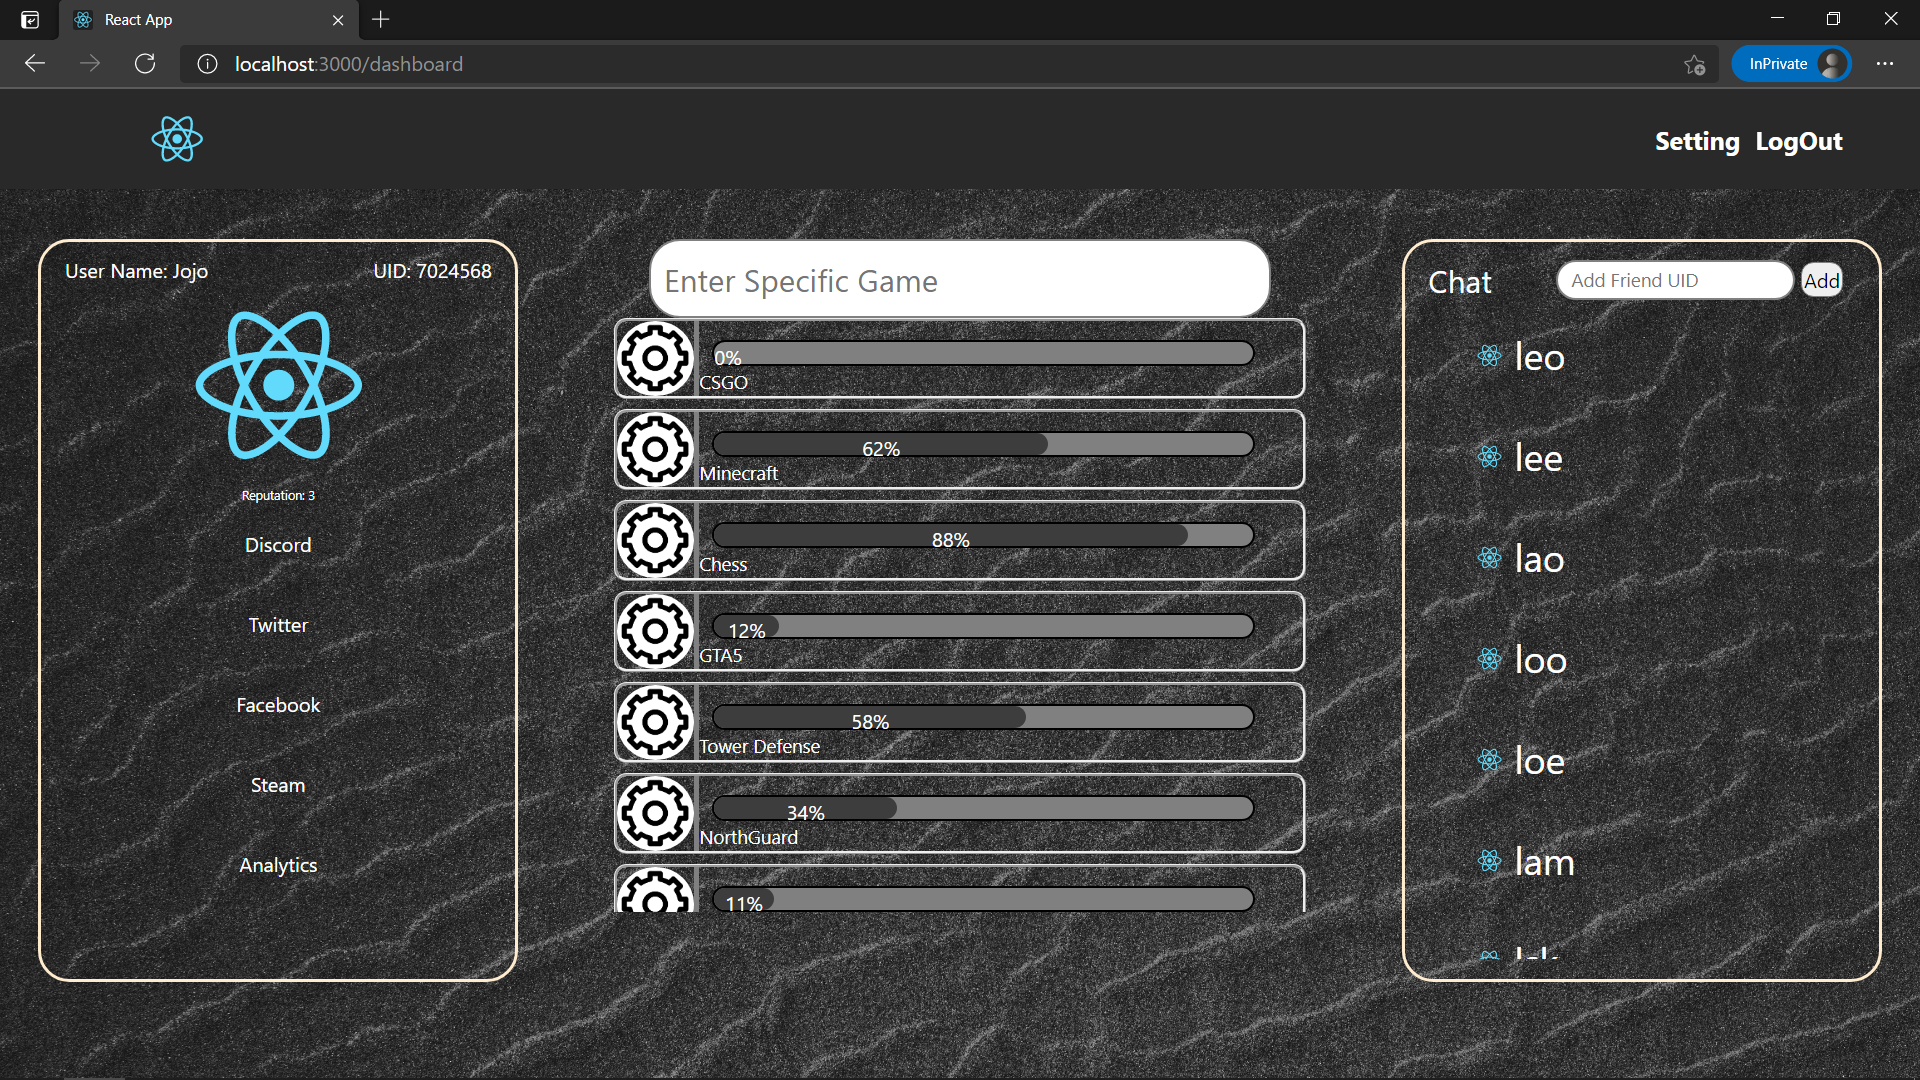 React App
localhost:3000/dashboard
InPrivate
Setting LogOut
User Name: Jojo
UID: 7024568
Reputation: 3
Discord
Twitter
Facebook
Steam
Analytics
Enter Specific Game
0%
CSGO
62%
Minecraft
88%
Chess
12%
GTA5
58%
Tower Defense
34%
NorthGuard
11%
Chat
Add Friend UID
Add
leo
lee
lao
loo
loe
lam